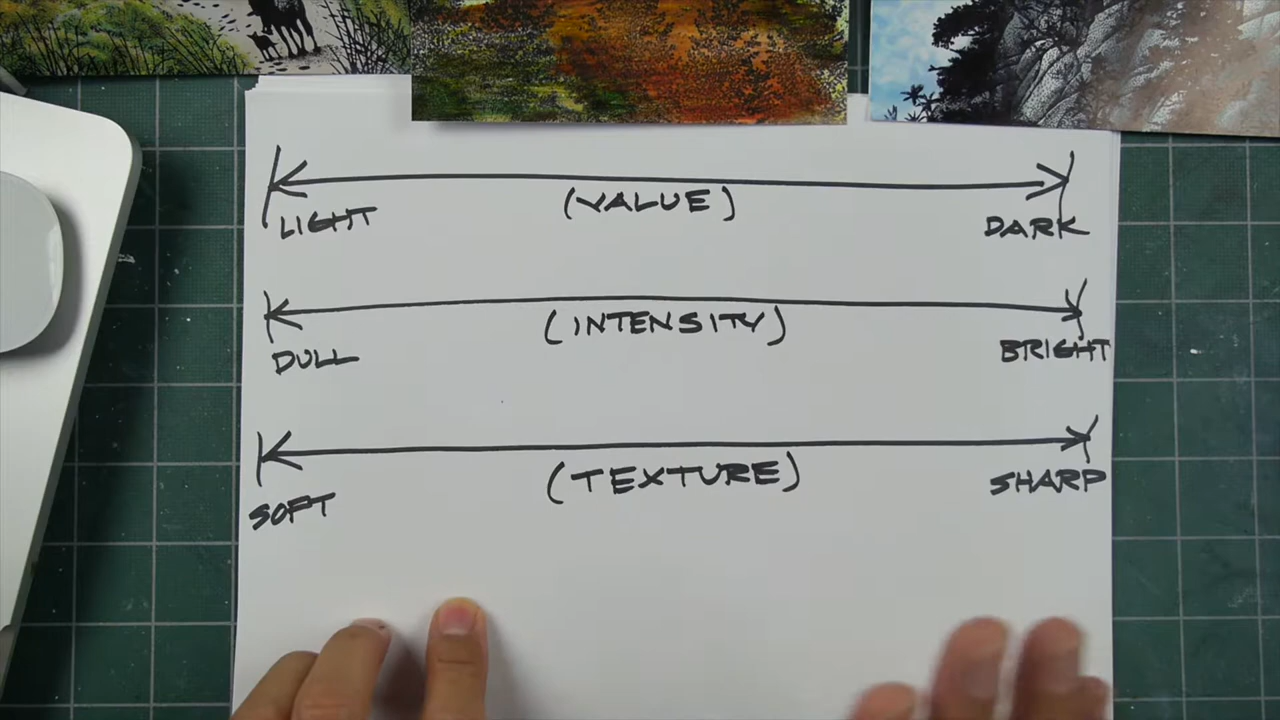 (VALUE)
LIGHT DARK
(INTENSITY)
DULL BRIGHT
(TEXTURE)
SOFT SHARP